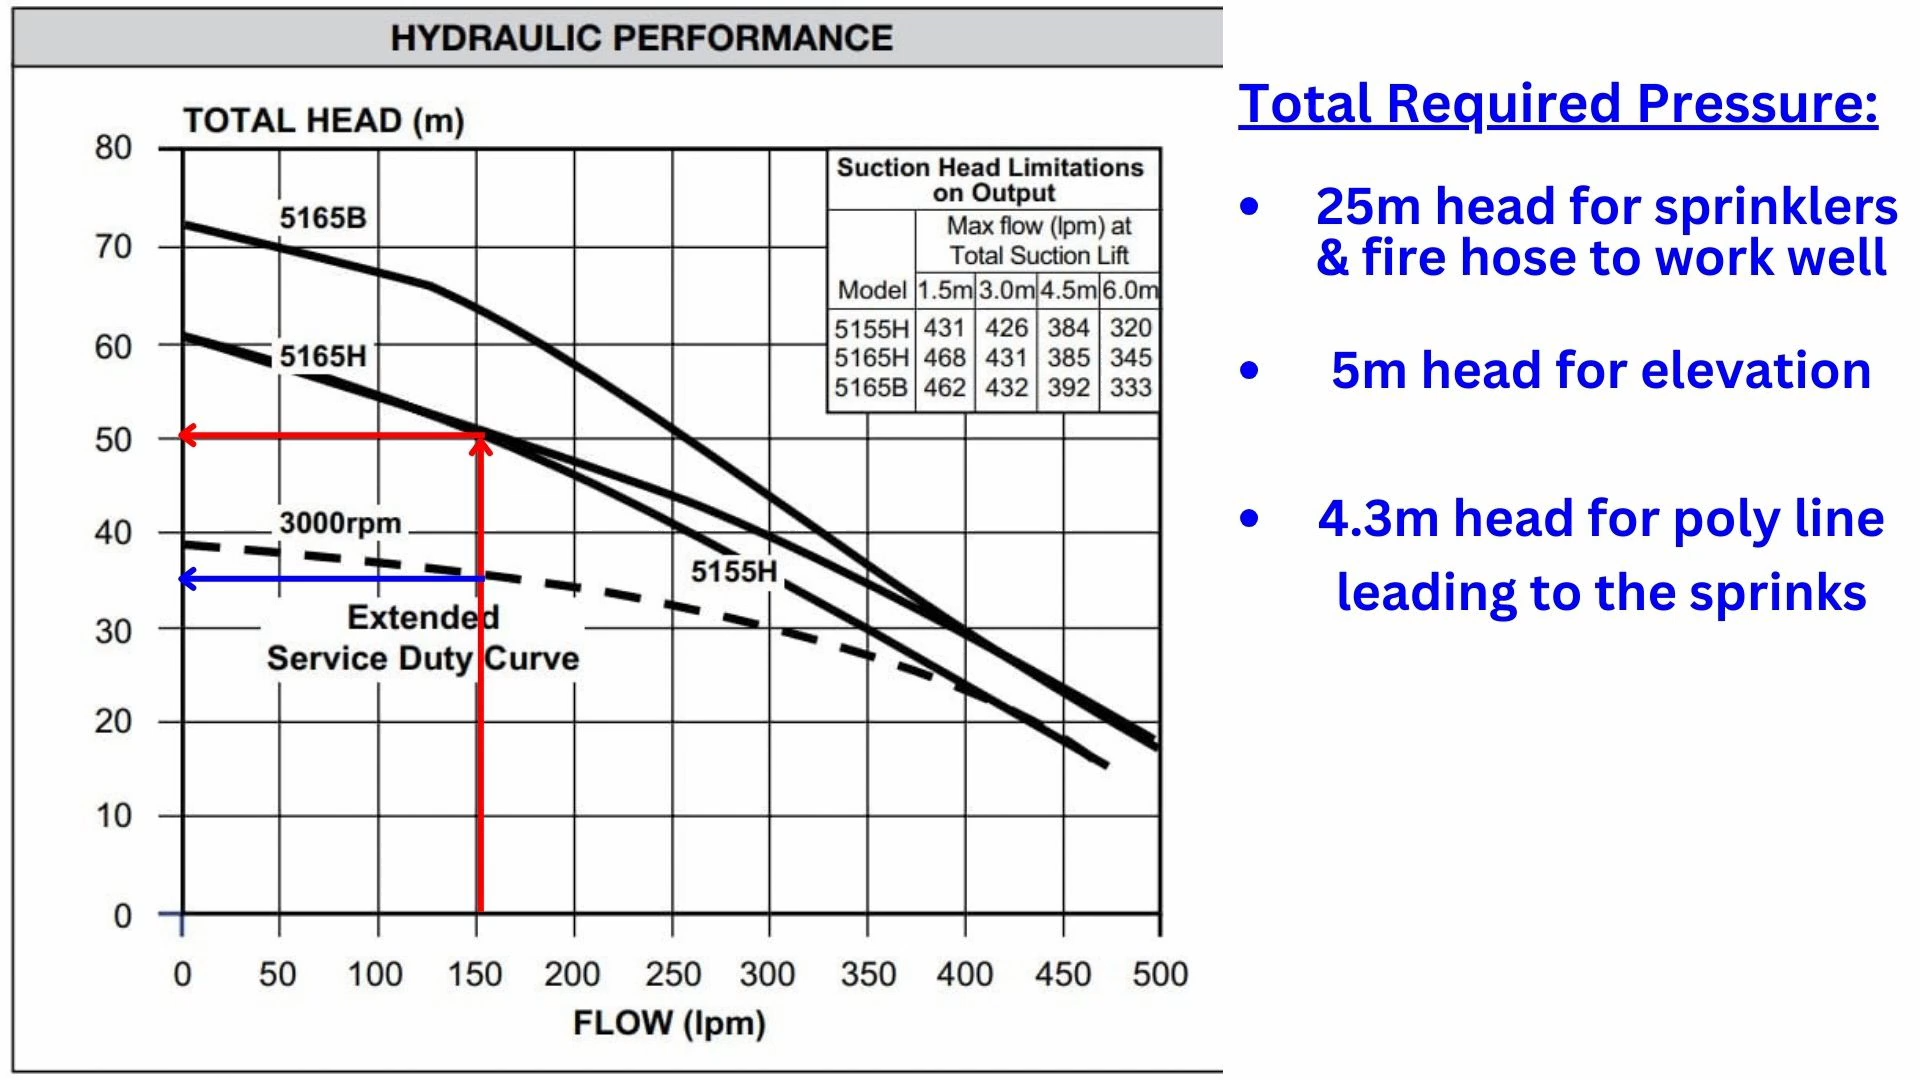 HYDRAULIC PERFORMANCE
TOTAL HEAD (m)
80
70
60
50
40
30
20
10
0
5165B
5165H
3000rpm
5155H
Extended
Service Duty Curve
Suction Head Limitations
on Output
Max flow (lpm) at
Total Suction Lift
Model 1.5m 3.0m 4.5m 6.0m
5155H 431 426 384 320
5165H 468 431 385 345
5165B 462 432 392 333
0 50 100 150 200 250 300 350 400 450 500
FLOW (lpm)
Total Required Pressure:
• 25m head for sprinklers
& fire hose to work well
• 5m head for elevation
• 4.3m head for poly line
leading to the sprinks